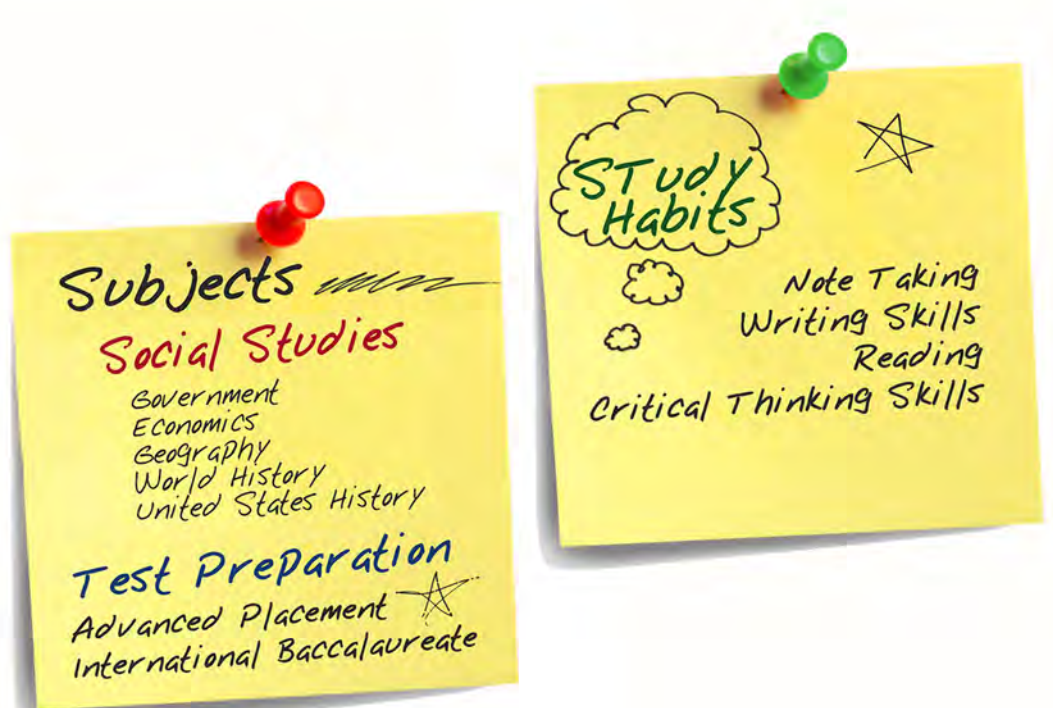 Subjects
Social Studies
Government
Economics
Geography
World History
United States History
Test Preparation
Advanced Placement
International Baccalaureate
Study Habits
Note Taking
Writing Skills
Reading
Critical Thinking Skills